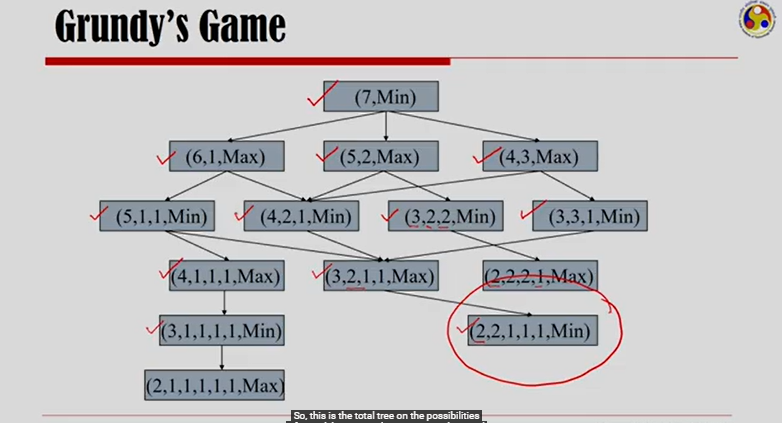 Grundy's Game
(7,Min)
(6,1,Max) (5,2,Max) (4,3,Max)
(5,1,1,Min) (4,2,1,Min) (3,2,2,Min) (3,3,1,Min)
(4,1,1,1,Max) (3,2,1,1,Max) (2,2,2,1,Max)
(3,1,1,1,1,Min) (2,2,1,1,1,Min)
(2,1,1,1,1,1,Max)
So, this is the total tree on the possibilities